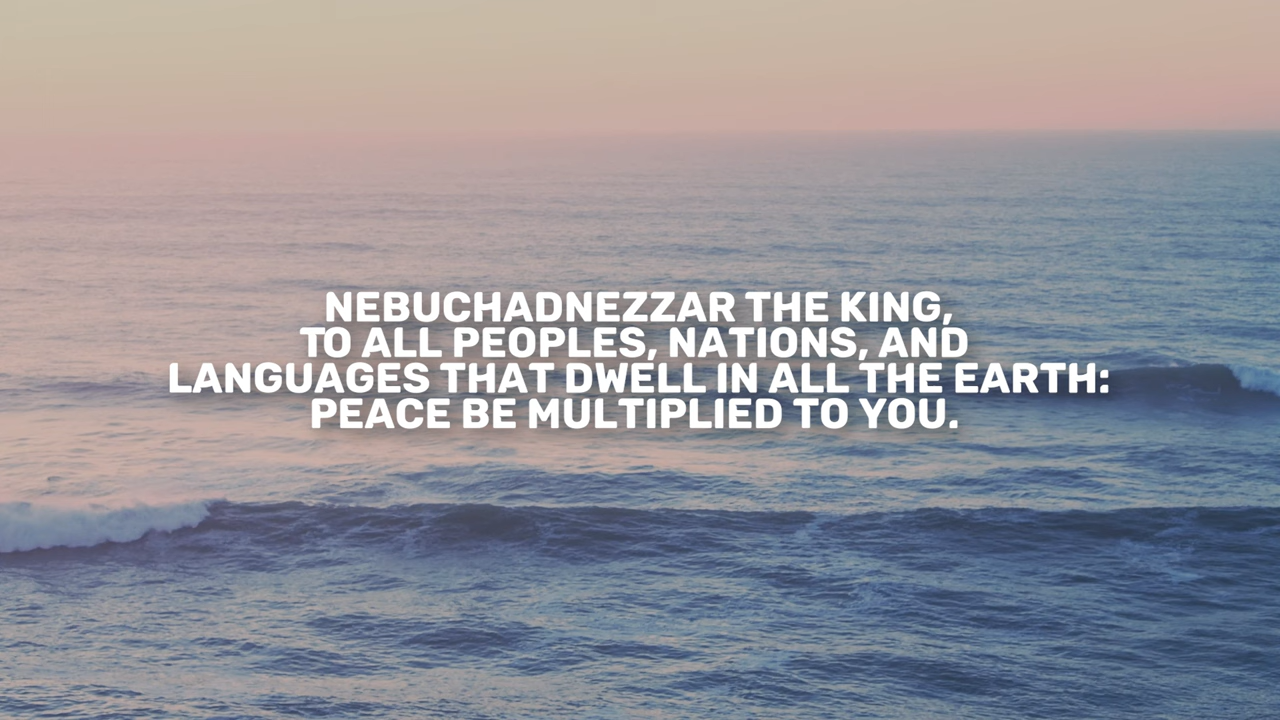 NEBUCHADNEZZAR THE KING,
TO ALL PEOPLES, NATIONS, AND
LANGUAGES THAT DWELL IN ALL THE EARTH:
PEACE BE MULTIPLIED TO YOU.